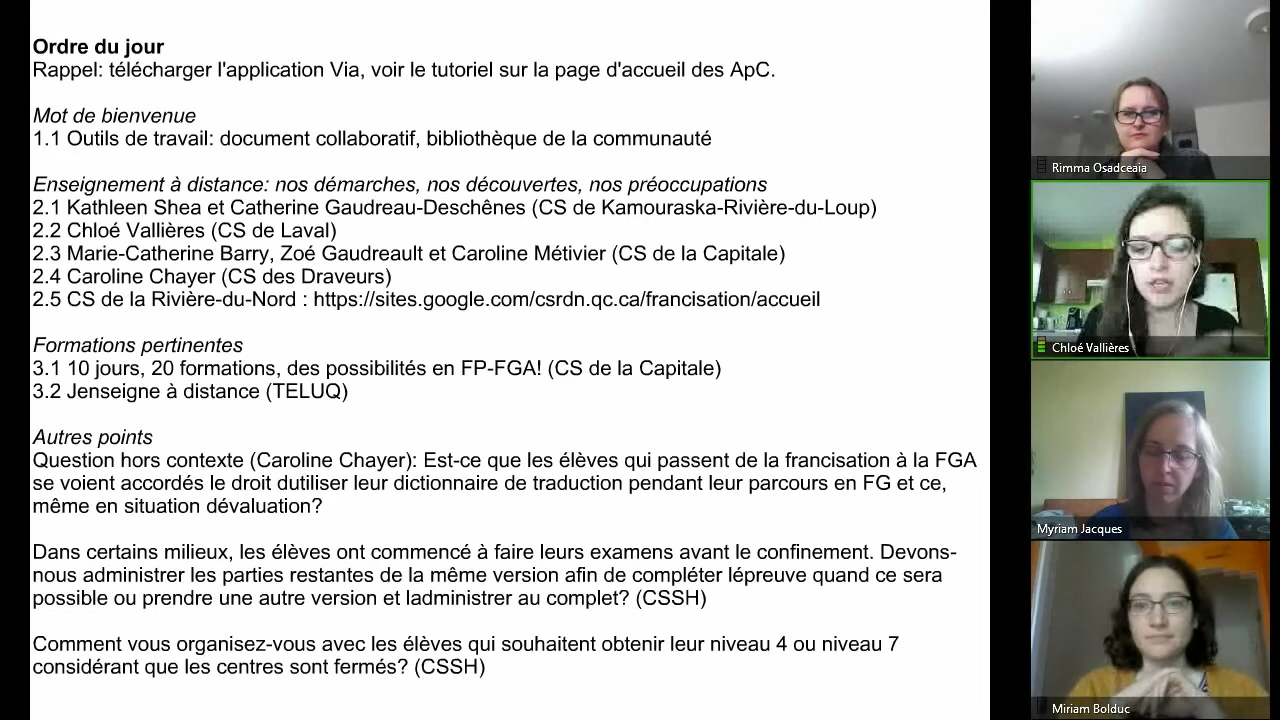 Ordre du jour
Rappel: télécharger l'application Via, voir le tutoriel sur la page d'accueil des ApC.
Mot de bienvenue
1.1 Outils de travail: document collaboratif, bibliothèque de la communauté
Enseignement à distance: nos démarches, nos découvertes, nos préoccupations
2.1 Kathleen Shea et Catherine Gaudreau-Deschênes (CS de Kamouraska-Rivière-du-Loup)
2.2 Chloé Vallières (CS de Laval)
2.3 Marie-Catherine Barry, Zoé Gaudreault et Caroline Métivier (CS de la Capitale)
2.4 Caroline Chayer (CS des Draveurs)
2.5 CS de la Rivière-du-Nord : https://sites.google.com/csrdn.qc.ca/francisation/accueil
Formations pertinentes
3.1 10 jours, 20 formations, des possibilités en FP-FGA! (CS de la Capitale)
3.2 Jenseigne à distance (TELUQ)
Autres points
Question hors contexte (Caroline Chayer): Est-ce que les élèves qui passent de la francisation à la FGA
se voient accordés le droit dutiliser leur dictionnaire de traduction pendant leur parcours en FG et ce,
même en situation dévaluation?
Dans certains milieux, les élèves ont commencé à faire leurs examens avant le confinement. Devons-
nous administrer les parties restantes de la même version afin de compléter lépreuve quand ce sera
possible ou prendre une autre version et ladministrer au complet? (CSSH)
Comment vous organisez-vous avec les élèves qui souhaitent obtenir leur niveau 4 ou niveau 7
considérant que les centres sont fermés? (CSSH)
Rimma Osadceaia
Chloé Vallières
Myriam Jacques
Miriam Bolduc